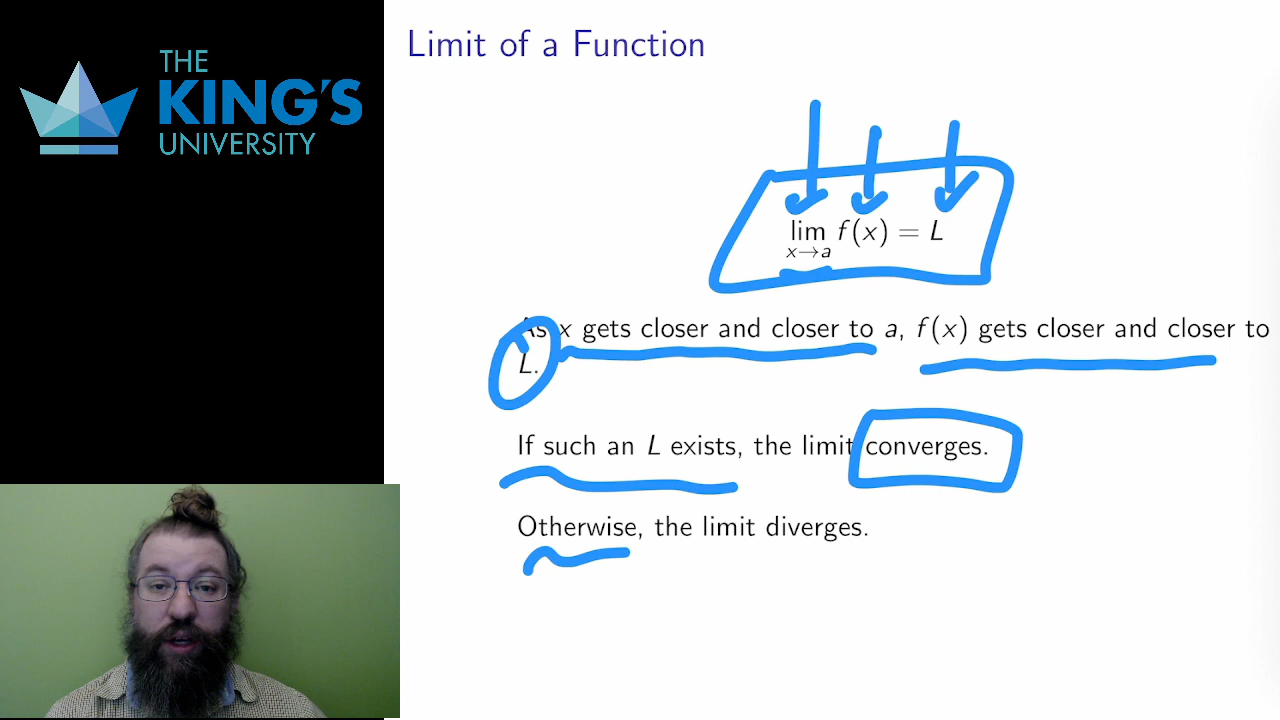 THE
KING'S
UNIVERSITY
Limit of a Function
lim f(x) = L
x→a
As x gets closer and closer to a, f(x) gets closer and closer to
L.
If such an L exists, the limit converges.
Otherwise, the limit diverges.